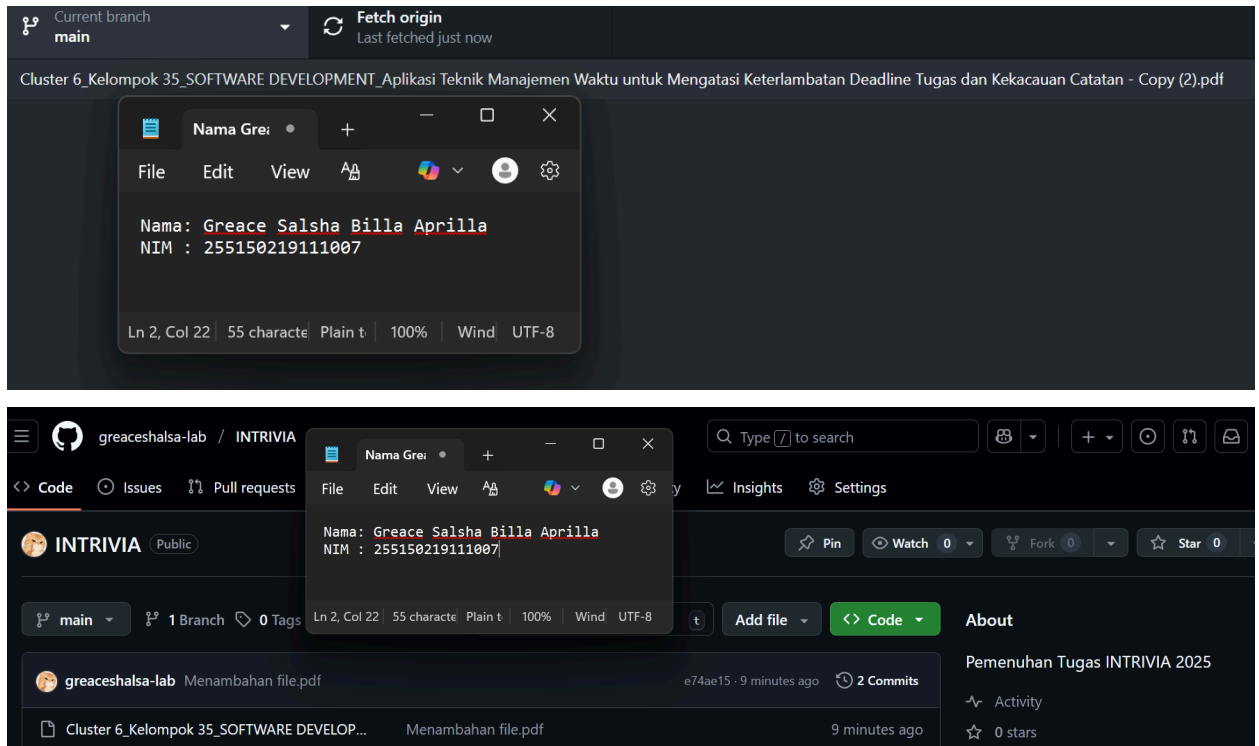 Current branch
main
Fetch origin
Last fetched just now
Cluster 6_Kelompok 35_SOFTWARE DEVELOPMENT_Aplikasi Teknik Manajemen Waktu untuk Mengatasi Keterlambatan Deadline Tugas dan Kekacauan Catatan - Copy (2).pdf
Nama Grea
File Edit View
Nama: Greace Salsha Billa Aprilla
NIM : 255150219111007
Ln 2, Col 22 55 characte Plain t 100% Wind UTF-8
greaceshalsa-lab / INTRIVIA
Type / to search
Nama Grea
Code Issues Pull requests
File Edit View
y Insights Settings
Nama: Greace Salsha Billa Aprilla
NIM : 255150219111007
INTRIVIA Public
Pin Watch 0 Fork 0 Star 0
main 1 Branch 0 Tags
Ln 2, Col 22 55 characte Plain t 100% Wind UTF-8
t Add file Code
About
Pemenuhan Tugas INTRIVIA 2025
greaceshalsa-lab Menambahan file.pdf e74ae15 · 9 minutes ago 2 Commits
Activity
Cluster 6_Kelompok 35_SOFTWARE DEVELOP... Menambahan file.pdf 9 minutes ago
0 stars